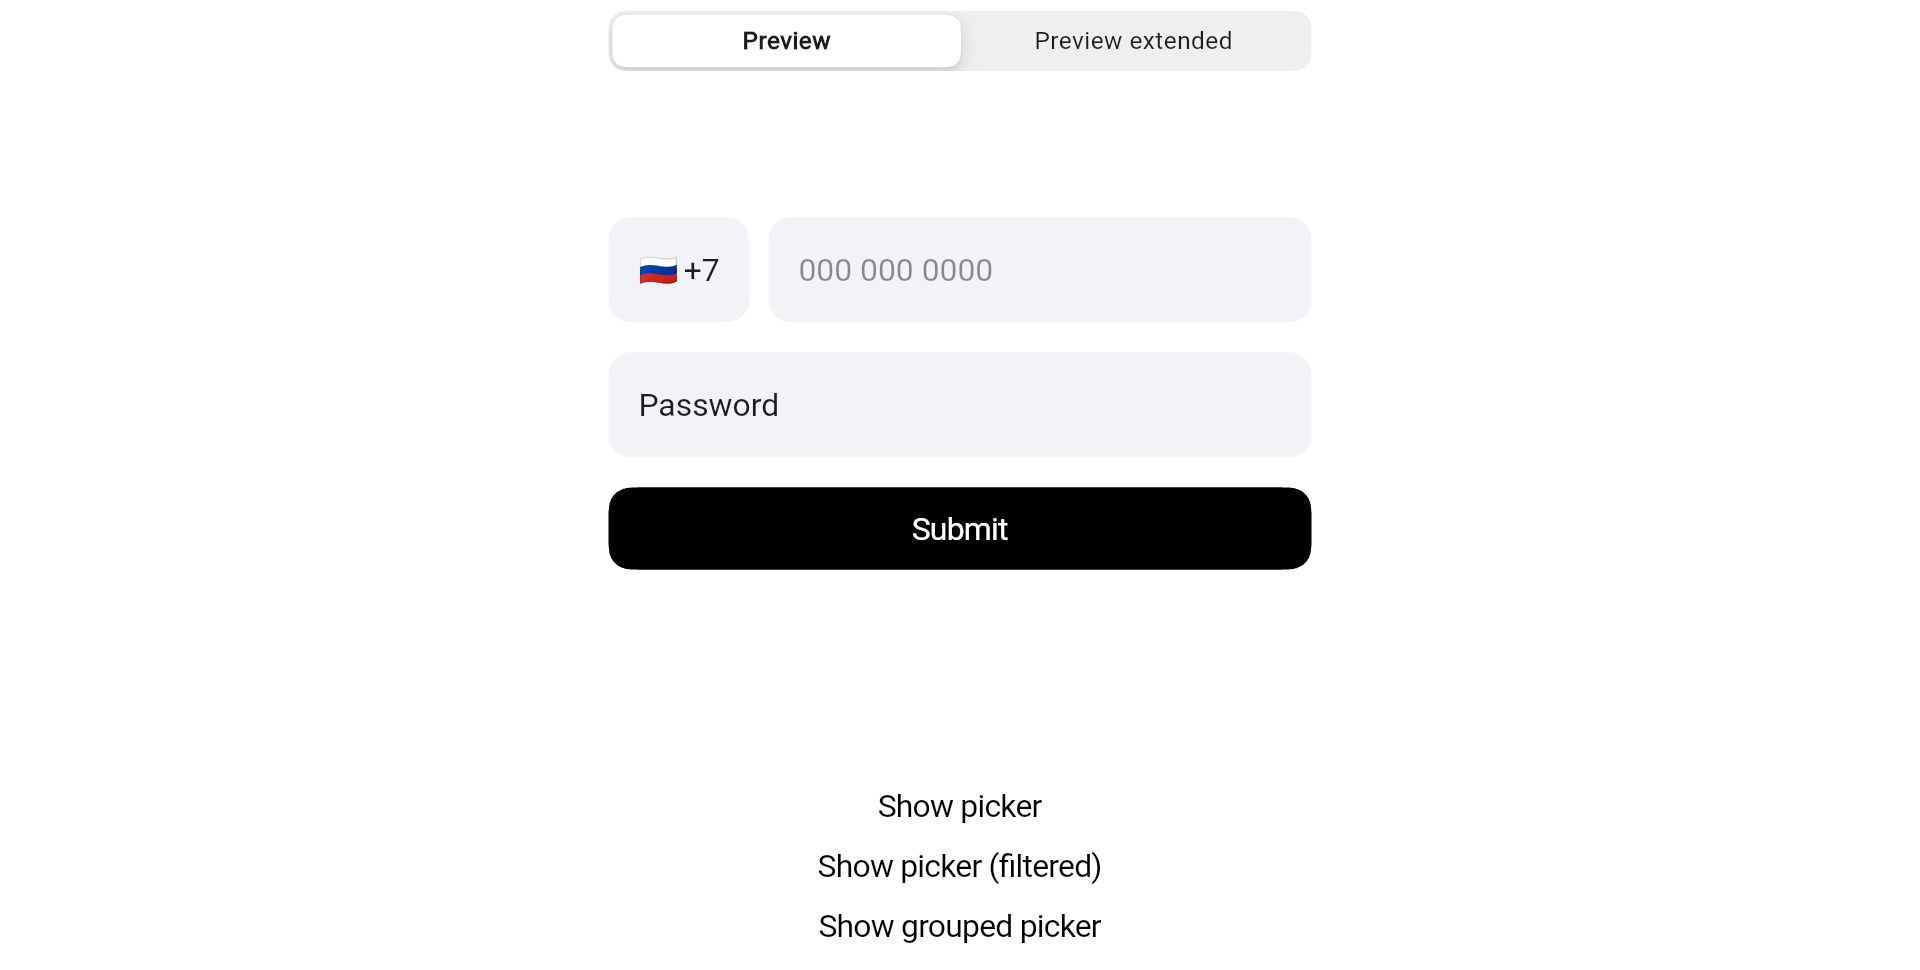 Preview
Preview extended
🇷🇺 +7
000 000 0000
Password
Submit
Show picker
Show picker (filtered)
Show grouped picker